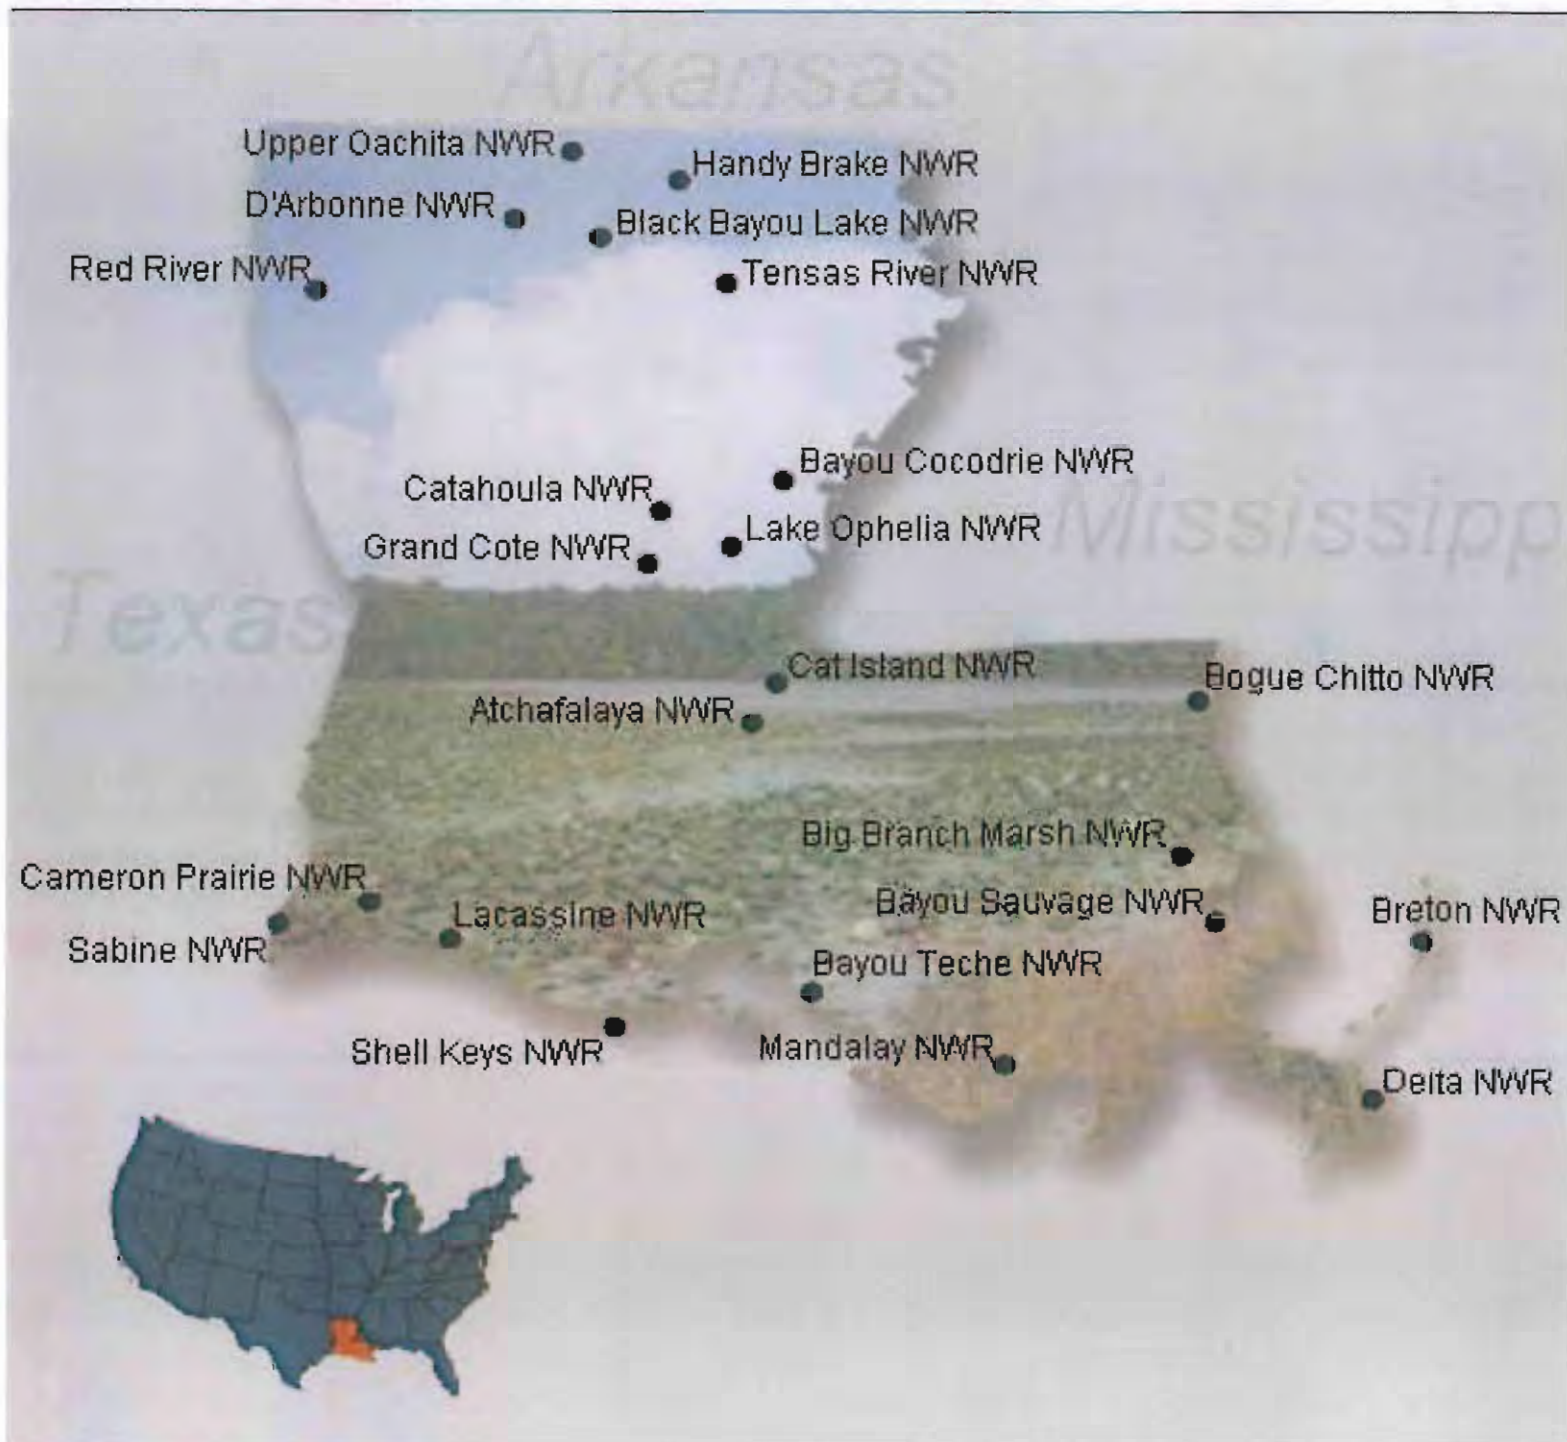 Arkansas
Upper Oachita NWR
Handy Brake NWR
D'Arbonne NWR
Black Bayou Lake NWR
Red River NWR
Tensas River NWR
Bayou Cocodrie NWR
Catahoula NWR
Mississipp
Lake Ophelia NWR
Grand Cote NWR
Texas
Cat Island NWR
Bogue Chitto NWR
Atchafalaya NWR
Big Branch Marsh NWR
Cameron Prairie NWR
Bayou Sauvage NWR
Breton NWR
Lacassine NWR
Sabine NWR
Bayou Teche NWR
Shell Keys NWR
Mandalay NWR
Delta NWR